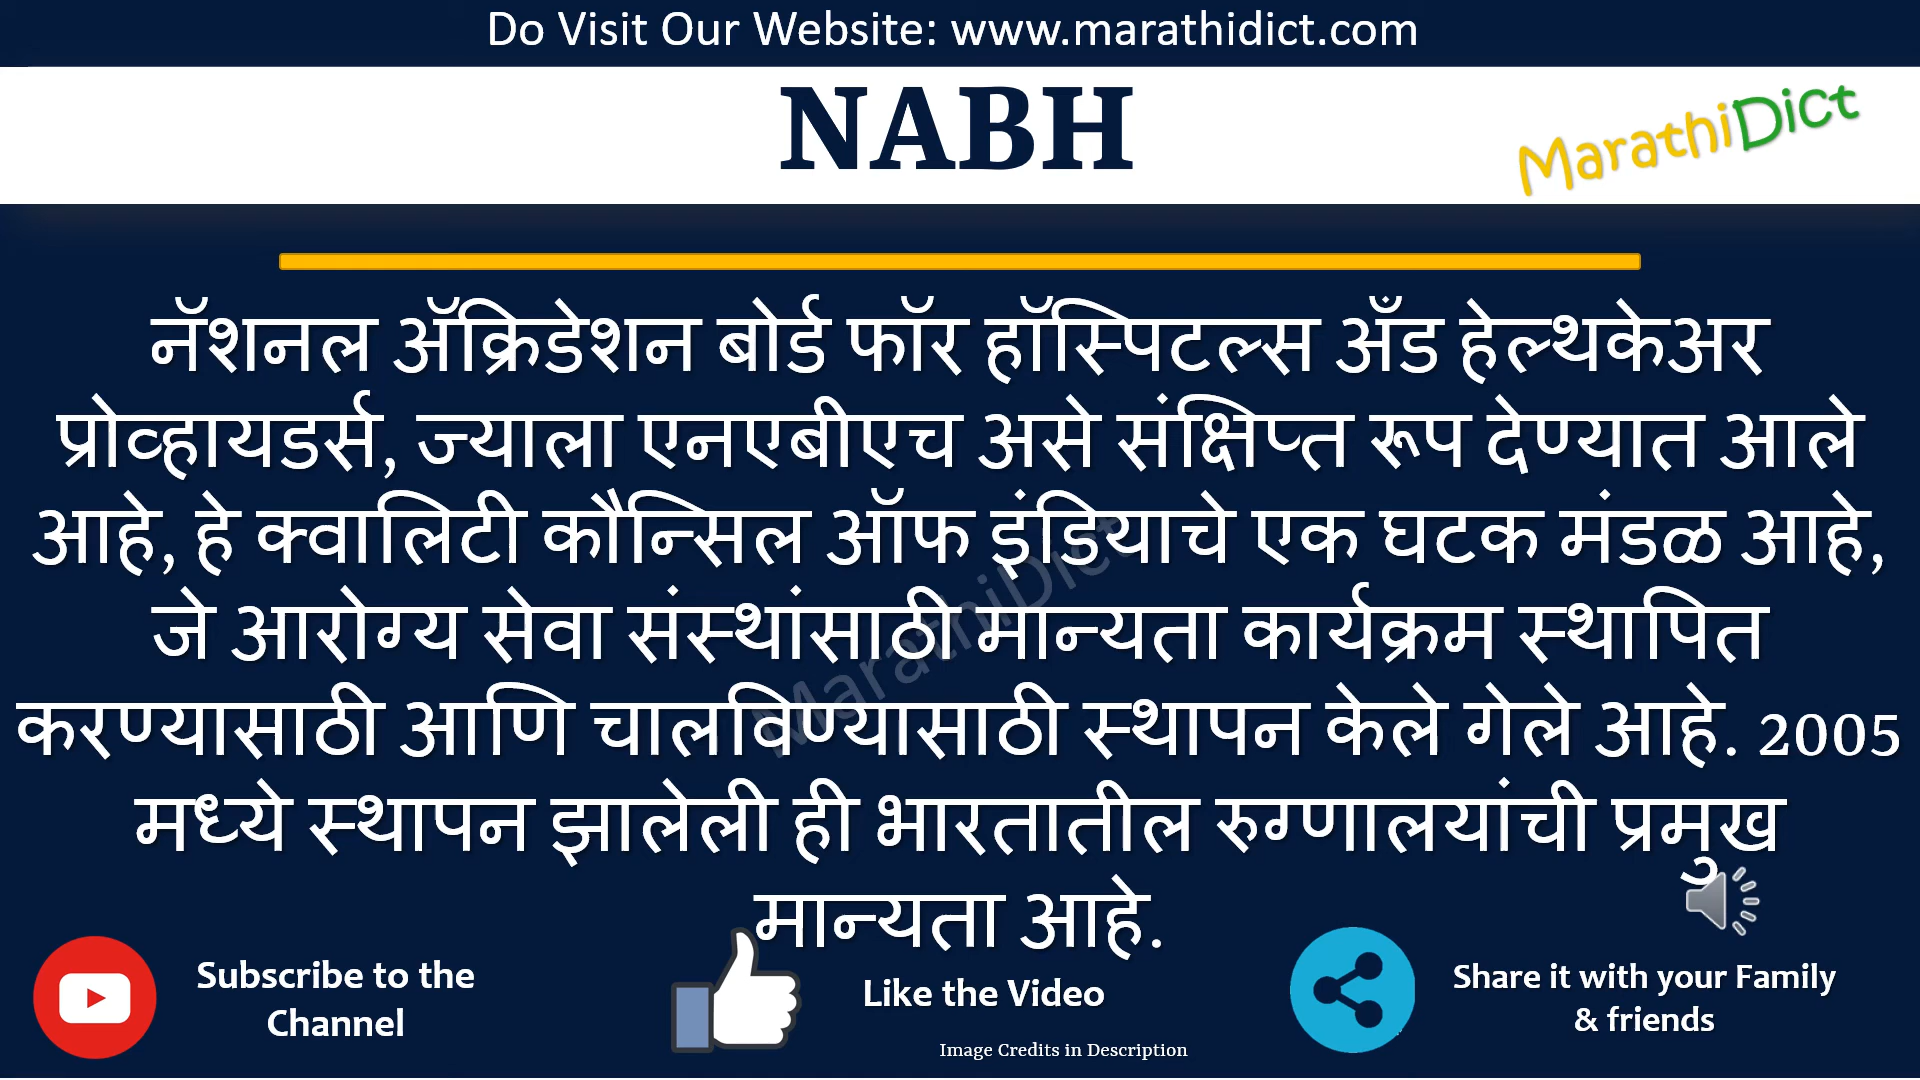 Do Visit Our Website: www.marathidict.com
NABH
MarathiDict
नॅशनल ॲक्रिडेशन बोर्ड फॉर हॉस्पिटल्स अँड हेल्थकेअर
प्रोव्हायडर्स, ज्याला एनएबीएच असे संक्षिप्त रूप देण्यात आले
आहे, हे क्वालिटी कौन्सिल ऑफ इंडियाचे एक घटक मंडळ आहे,
जे आरोग्य सेवा संस्थांसाठी मान्यता कार्यक्रम स्थापित
करण्यासाठी आणि चालविण्यासाठी स्थापन केले गेले आहे. 2005
मध्ये स्थापन झालेली ही भारतातील रुग्णालयांची प्रमुख
मान्यता आहे.
MarathiDict
Subscribe to the
Channel
Like the Video
Share it with your Family
& friends
Image Credits in Description